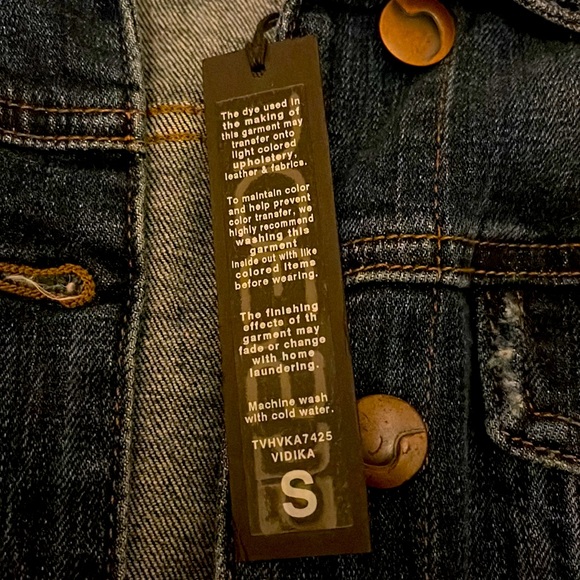 The dye used in
the making of
this garment may
transfer onto
light colored
upholstery,
leather & fabrics.
To maintain color
and help prevent
color transfer, we
highly recommend
washing this
garment
inside out with like
colored items
before wearing.
The finishing
effects of th
garment may
fade or change
with home
laundering.
Machine wash
with cold water.
TVHVKA7425
VIDIKA
S